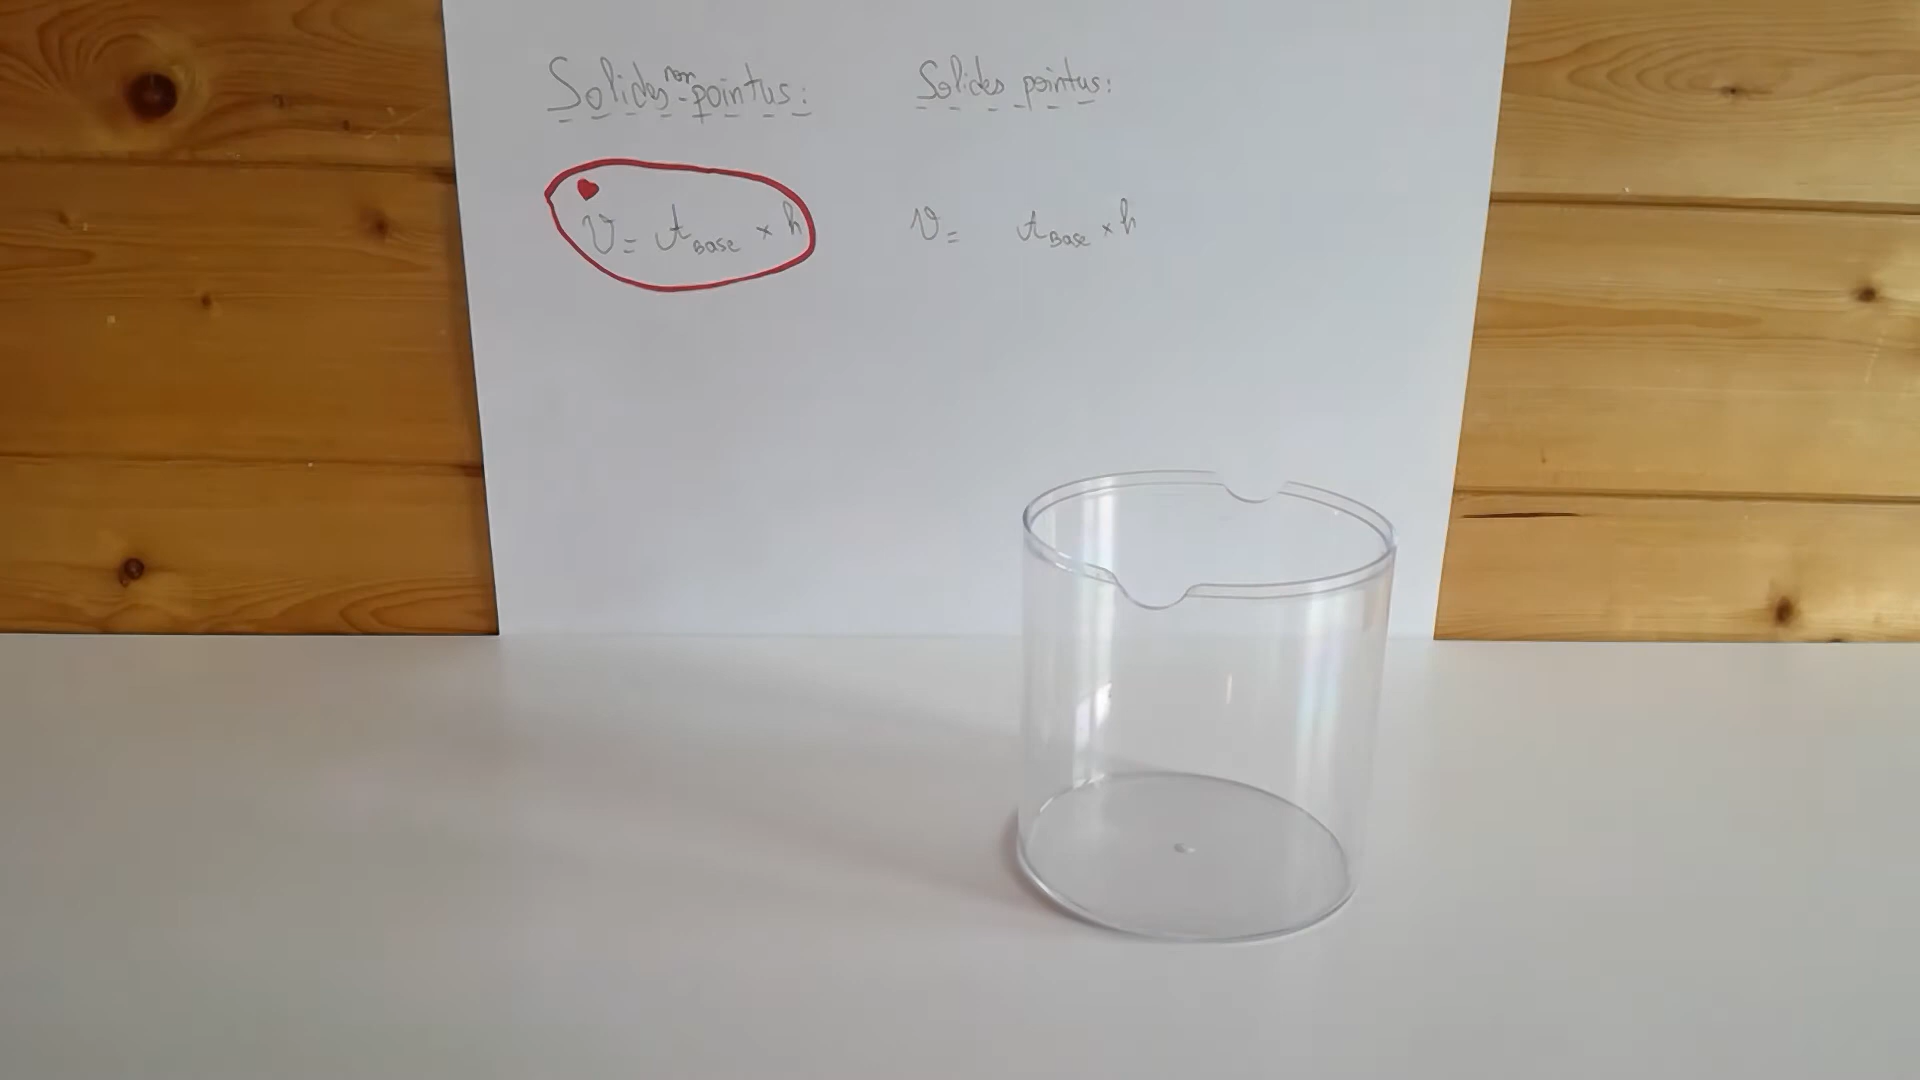 Solides non-pointus :
Solides pointus :
V = A Base × h
V = A Base × h